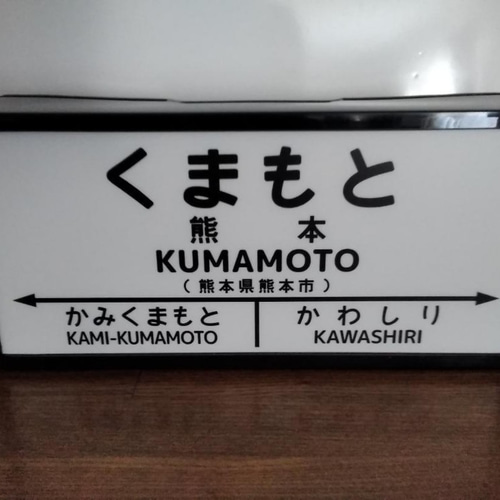 くまもと
熊本
KUMAMOTO
(熊本県熊本市)
かみくまもと かわしり
KAMI-KUMAMOTO KAWASHIRI